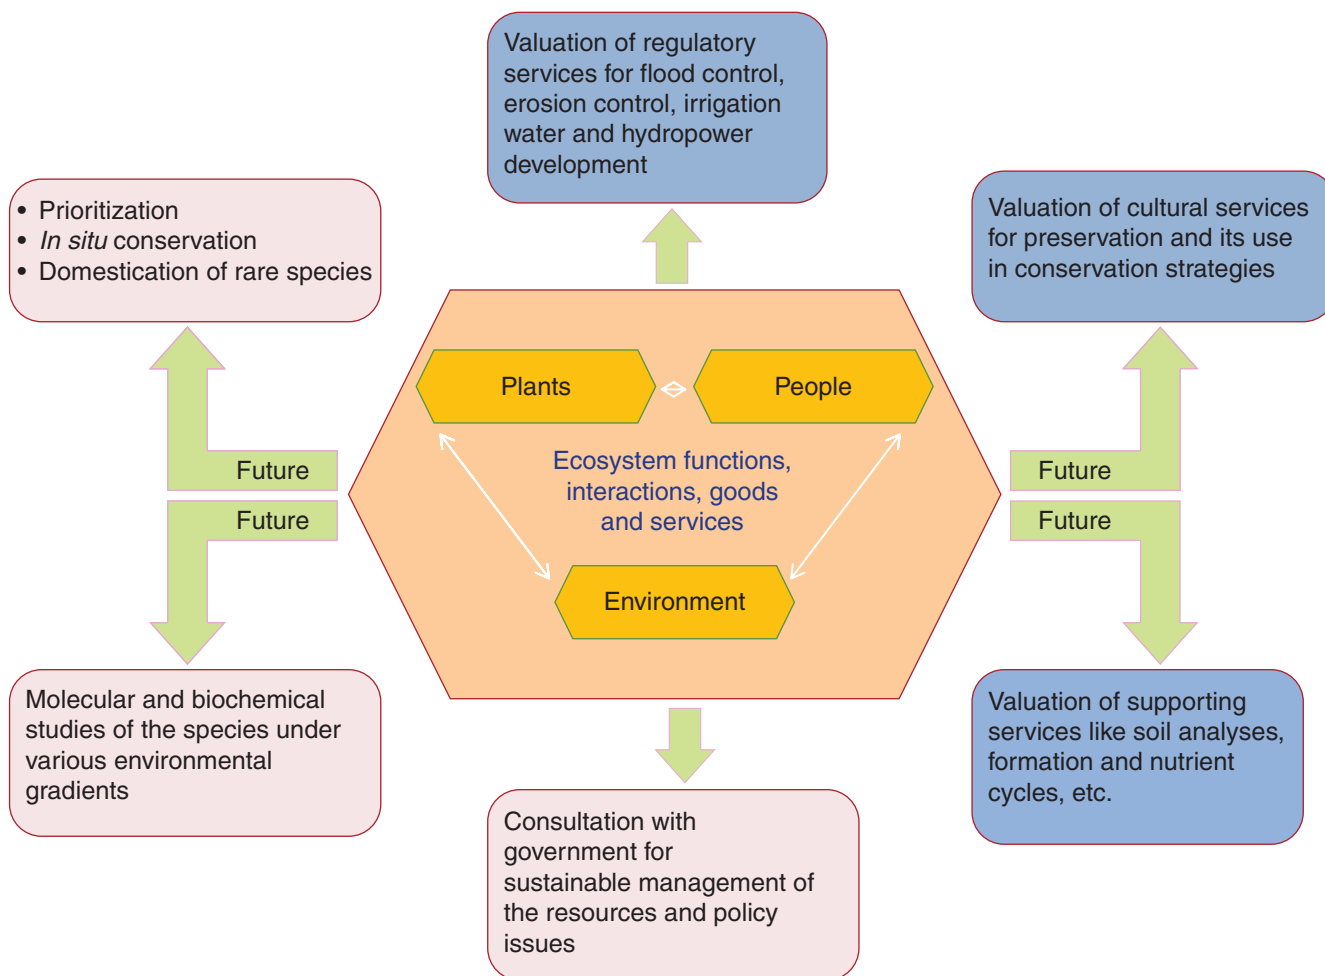 Valuation of regulatory
services for flood control,
erosion control, irrigation
water and hydropower
development
• Prioritization
• In situ conservation
• Domestication of rare species
Valuation of cultural services
for preservation and its use
in conservation strategies
Plants
People
Ecosystem functions,
interactions, goods
and services
Environment
Future
Future
Future
Future
Molecular and biochemical
studies of the species under
various environmental
gradients
Consultation with
government for
sustainable management of
the resources and policy
issues
Valuation of supporting
services like soil analyses,
formation and nutrient
cycles, etc.